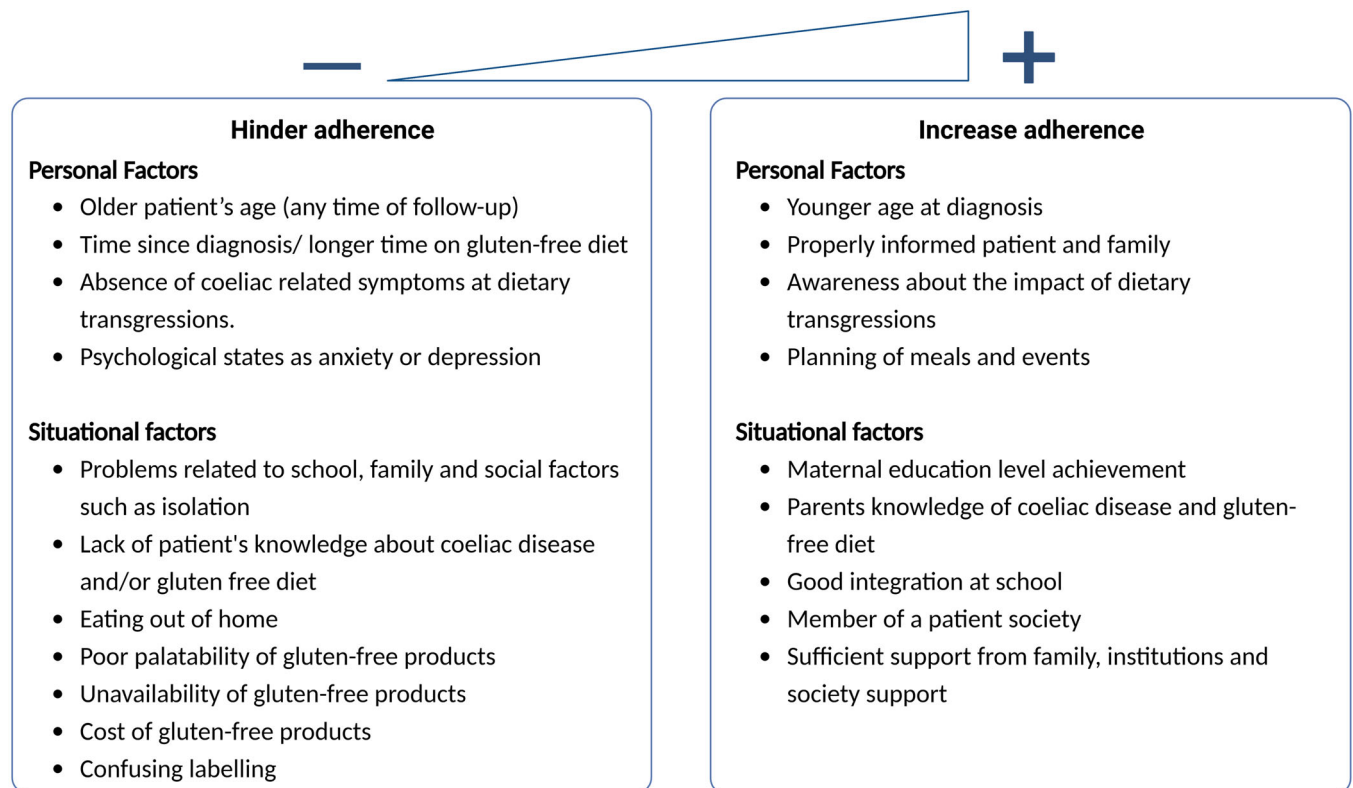 Hinder adherence
Personal Factors
• Older patient’s age (any time of follow-up)
• Time since diagnosis/ longer time on gluten-free diet
• Absence of coeliac related symptoms at dietary
transgressions.
• Psychological states as anxiety or depression
Situational factors
• Problems related to school, family and social factors
such as isolation
• Lack of patient's knowledge about coeliac disease
and/or gluten free diet
• Eating out of home
• Poor palatability of gluten-free products
• Unavailability of gluten-free products
• Cost of gluten-free products
• Confusing labelling
Increase adherence
Personal Factors
• Younger age at diagnosis
• Properly informed patient and family
• Awareness about the impact of dietary
transgressions
• Planning of meals and events
Situational factors
• Maternal education level achievement
• Parents knowledge of coeliac disease and gluten-
free diet
• Good integration at school
• Member of a patient society
• Sufficient support from family, institutions and
society support